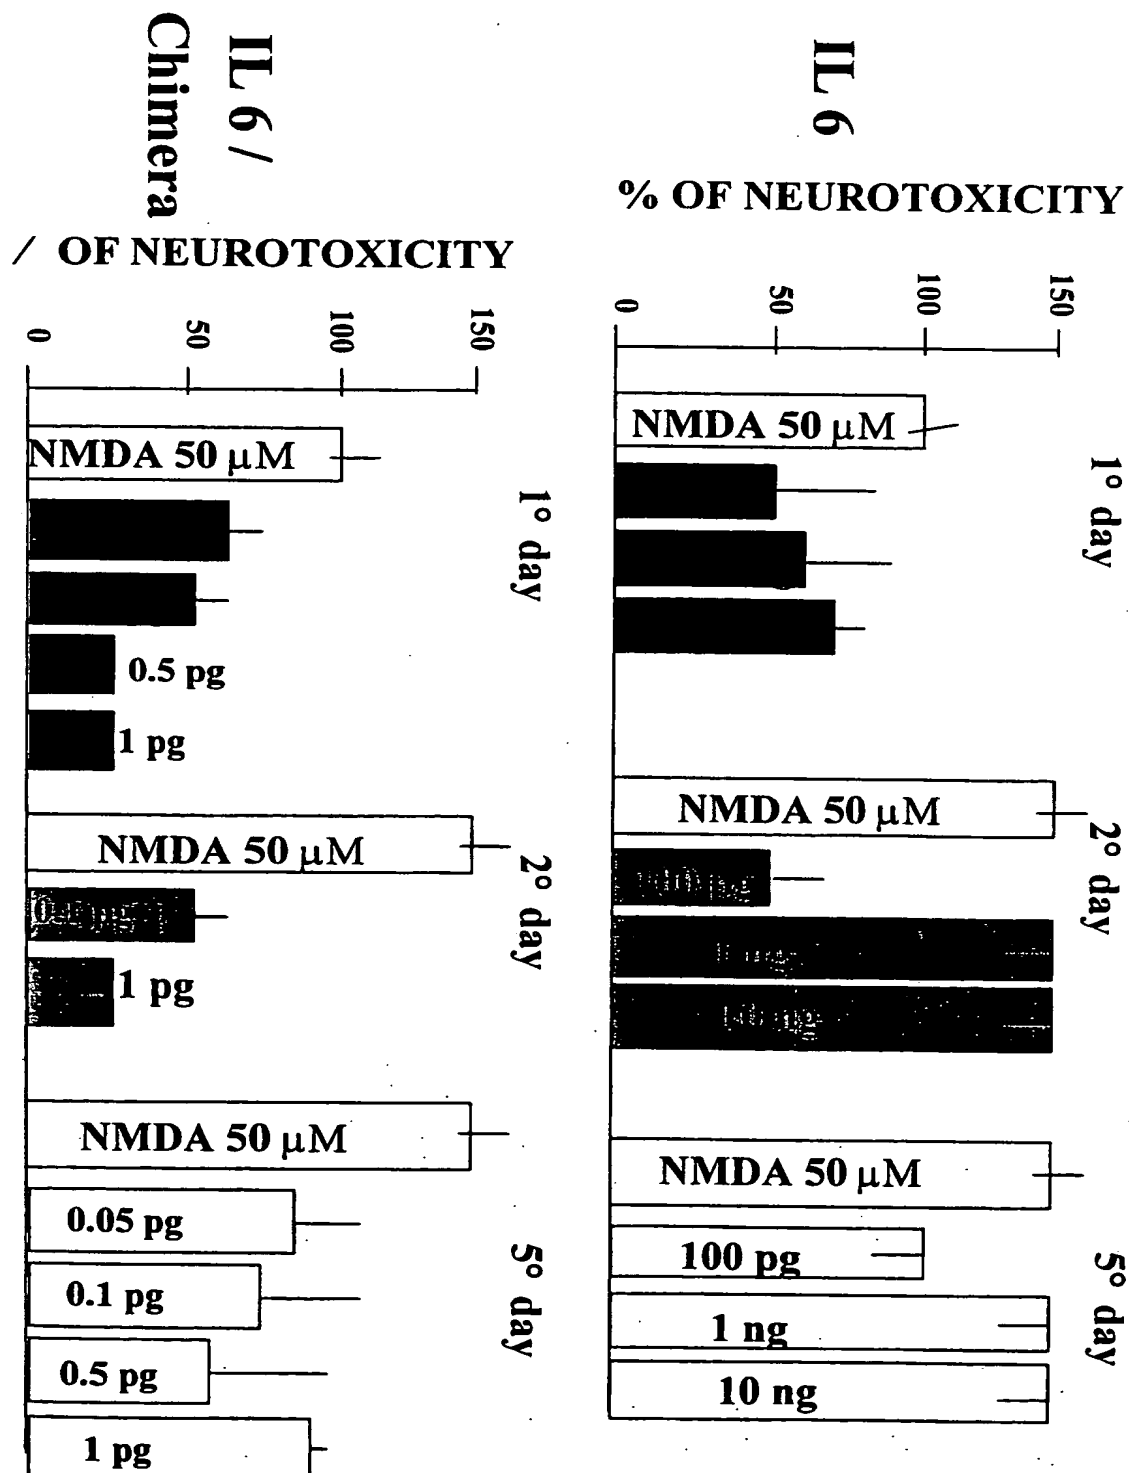 IL 6
% OF NEUROTOXICITY
0
50
100
150
1° day
NMDA 50 μM
2° day
NMDA 50 μM
10 ng
5° day
NMDA 50 μM
100 pg
1 ng
10 ng
IL 6 /
Chimera
/ OF NEUROTOXICITY
0
50
100
150
1° day
NMDA 50 μM
0.5 pg
1 pg
2° day
NMDA 50 μM
1 pg
5° day
NMDA 50 μM
0.05 pg
0.1 pg
0.5 pg
1 pg